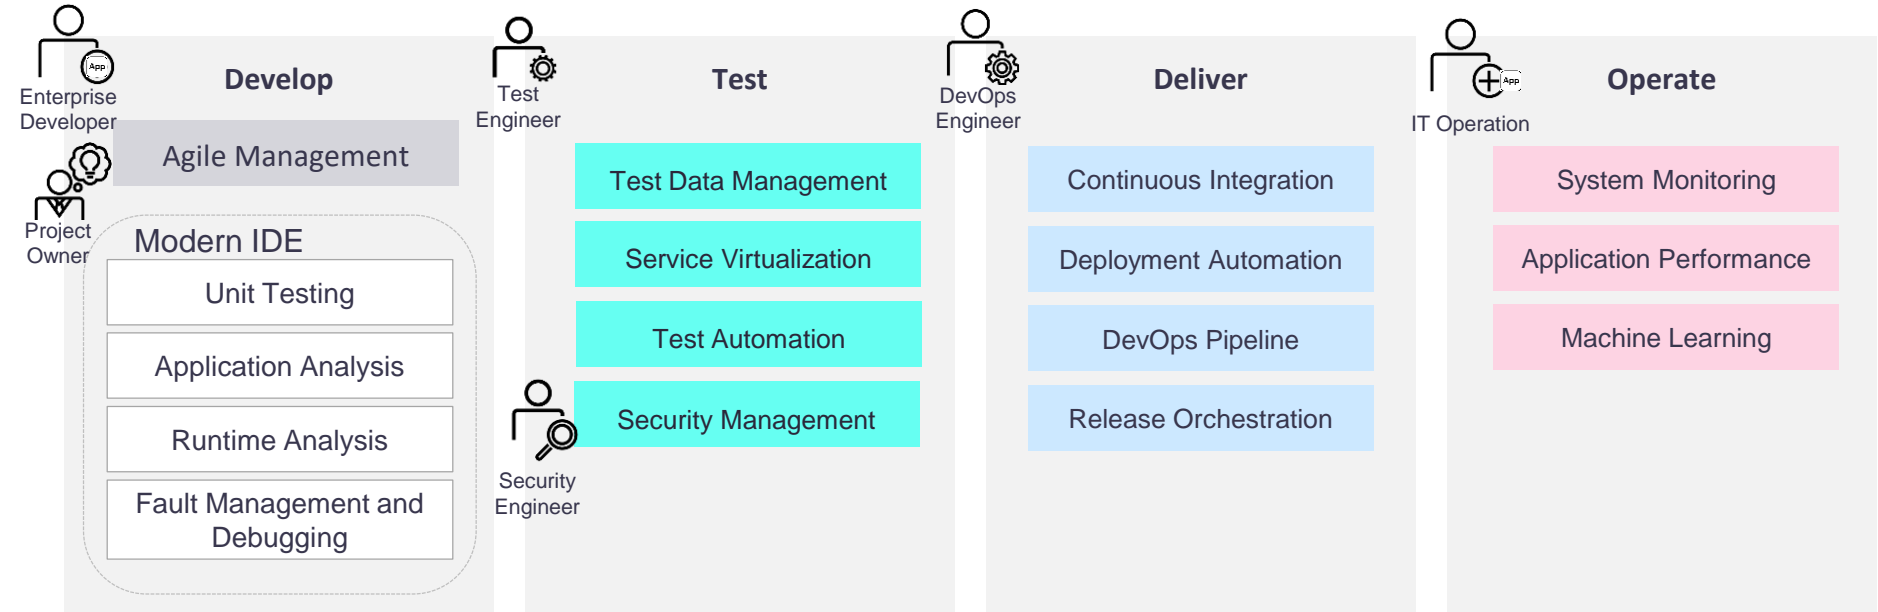 Develop
App
Enterprise
Developer
Agile Management
Project
Owner
Modern IDE
Unit Testing
Application Analysis
Runtime Analysis
Fault Management and
Debugging
Test
Test
Engineer
Test Data Management
Service Virtualization
Test Automation
Security Management
Security
Engineer
Deliver
DevOps
Engineer
Continuous Integration
Deployment Automation
DevOps Pipeline
Release Orchestration
Operate
App
IT Operation
System Monitoring
Application Performance
Machine Learning